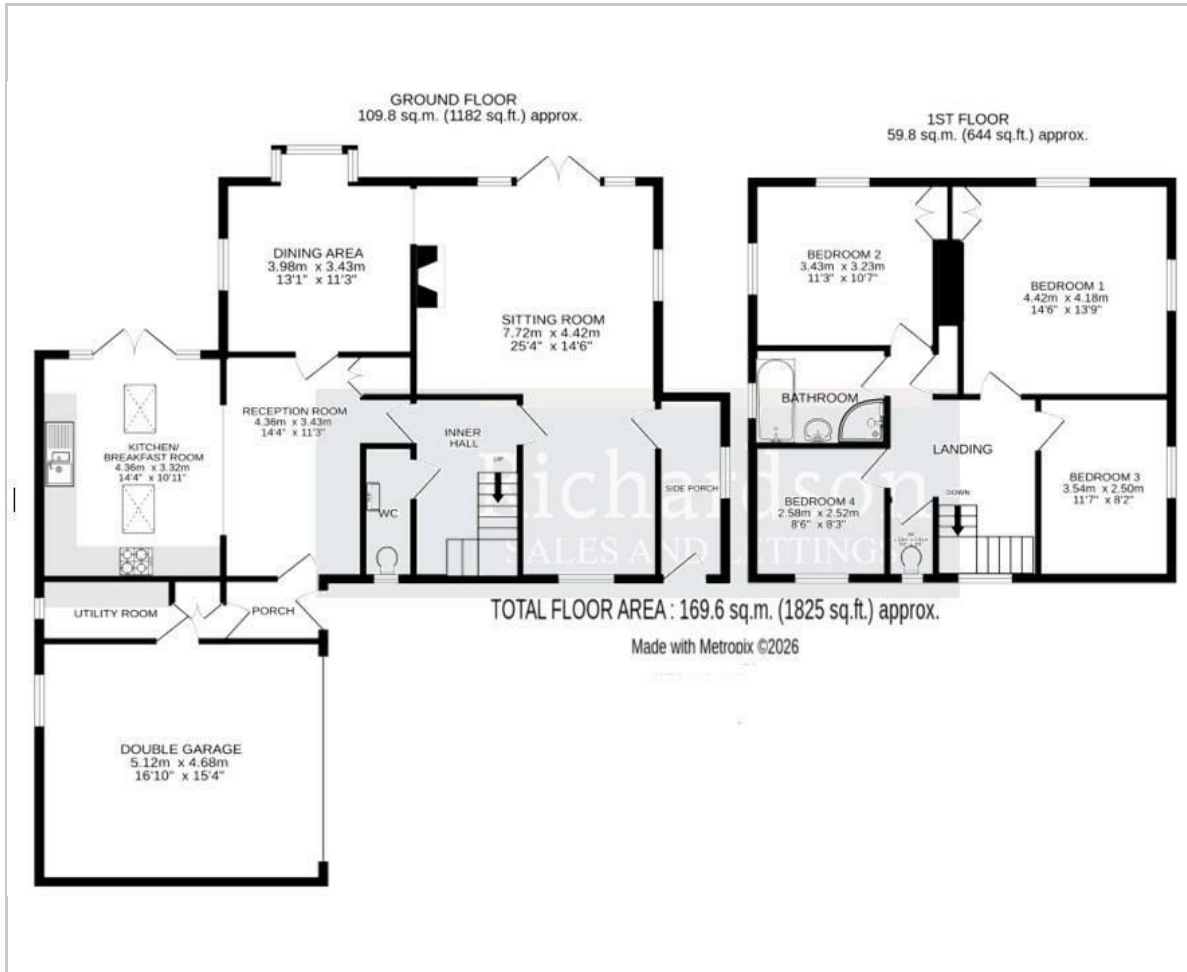 GROUND FLOOR
109.8 sq.m. (1182 sq.ft.) approx.
1ST FLOOR
59.8 sq.m. (644 sq.ft.) approx.
DINING AREA
3.98m x 3.43m
13'1" x 11'3"
SITTING ROOM
7.72m x 4.42m
25'4" x 14'6"
BEDROOM 2
3.43m x 3.23m
11'3" x 10'7"
BEDROOM 1
4.42m x 4.18m
14'6" x 13'9"
RECEPTION ROOM
4.36m x 3.43m
14'4" x 11'3"
KITCHEN/
BREAKFAST ROOM
4.36m x 3.32m
14'4" x 10'11"
INNER
HALL
UP
WC
SIDE PORCH
BATHROOM
LANDING
DOWN
BEDROOM 3
3.54m x 2.50m
11'7" x 8'2"
BEDROOM 4
2.58m x 2.52m
8'6" x 8'3"
WC
Richardson
SALES AND LETTINGS
UTILITY ROOM
PORCH
TOTAL FLOOR AREA : 169.6 sq.m. (1825 sq.ft.) approx.
Made with Metropix ©2026
DOUBLE GARAGE
5.12m x 4.68m
16'10" x 15'4"